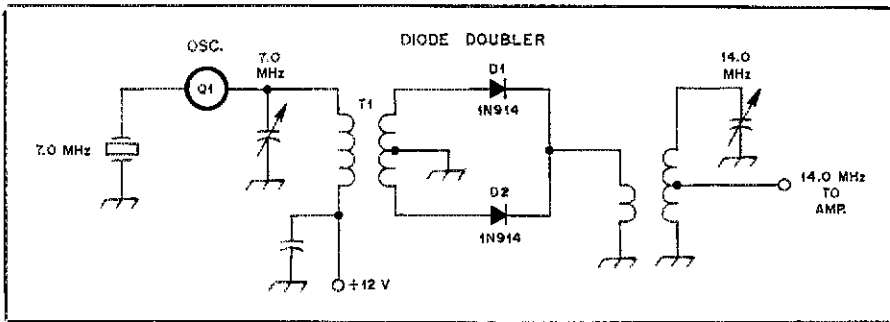 OSC.
DIODE DOUBLER
7.0
MHz
14.0
MHz
D1
Q1
T1
1N914
7.0 MHz
14.0 MHz
TO
AMP.
D2
1N914
+12 V